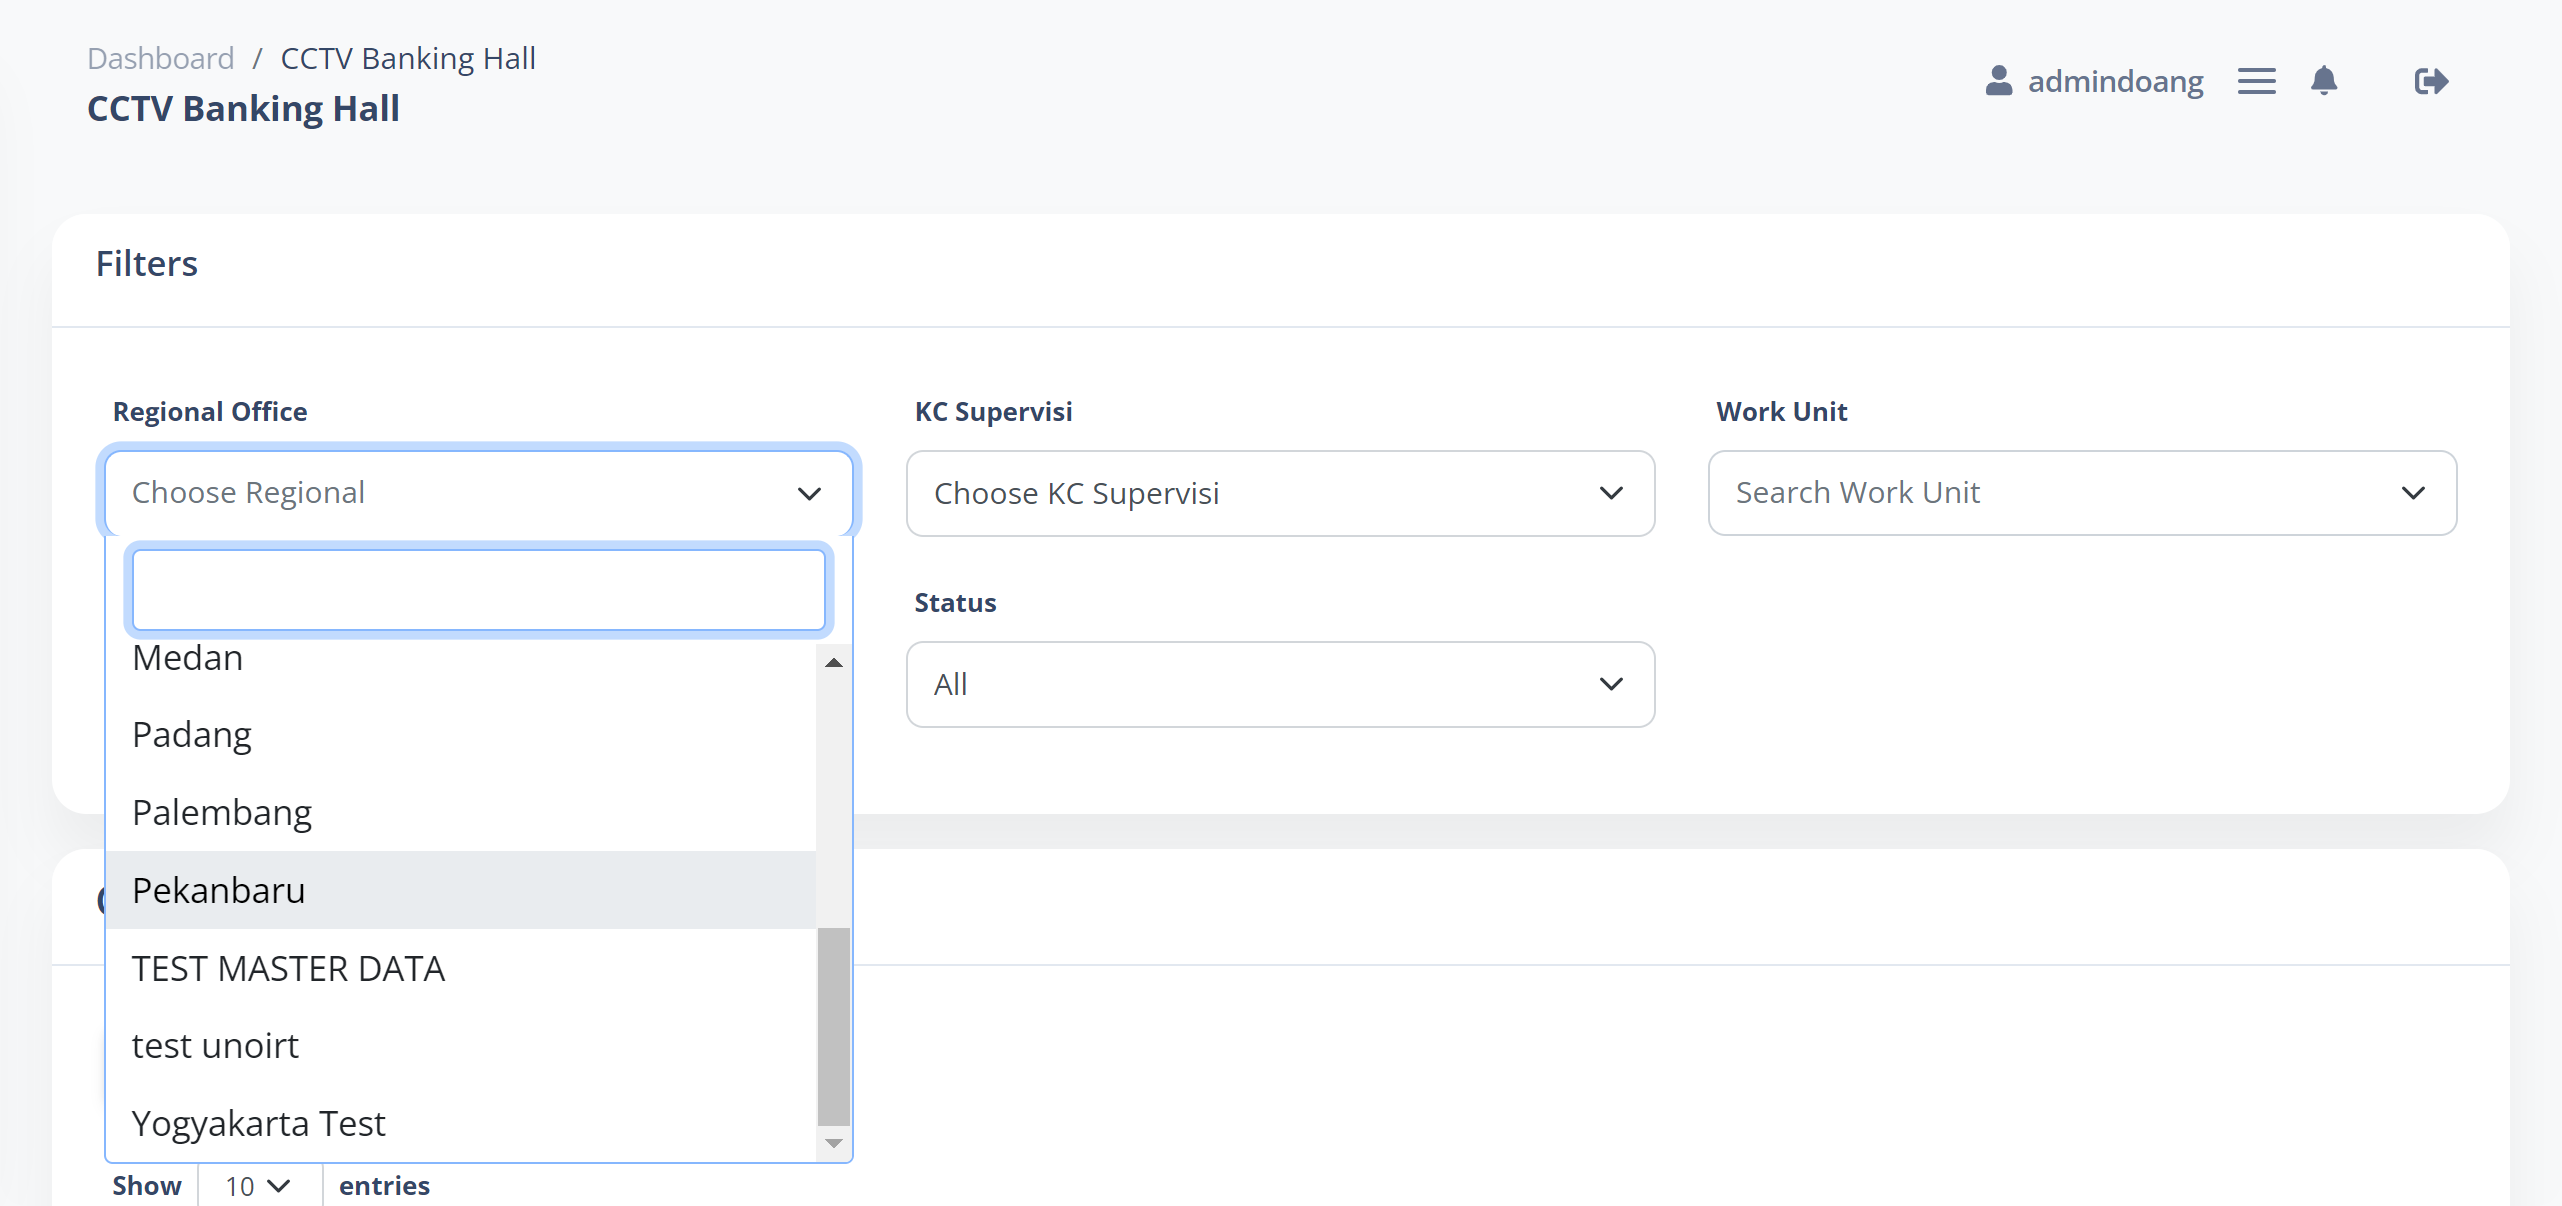 Dashboard / CCTV Banking Hall
CCTV Banking Hall
admindoang
Filters
Regional Office
KC Supervisi
Work Unit
Choose Regional
Choose KC Supervisi
Search Work Unit
Status
All
Medan
Padang
Palembang
Pekanbaru
TEST MASTER DATA
test unoirt
Yogyakarta Test
Show 10 entries